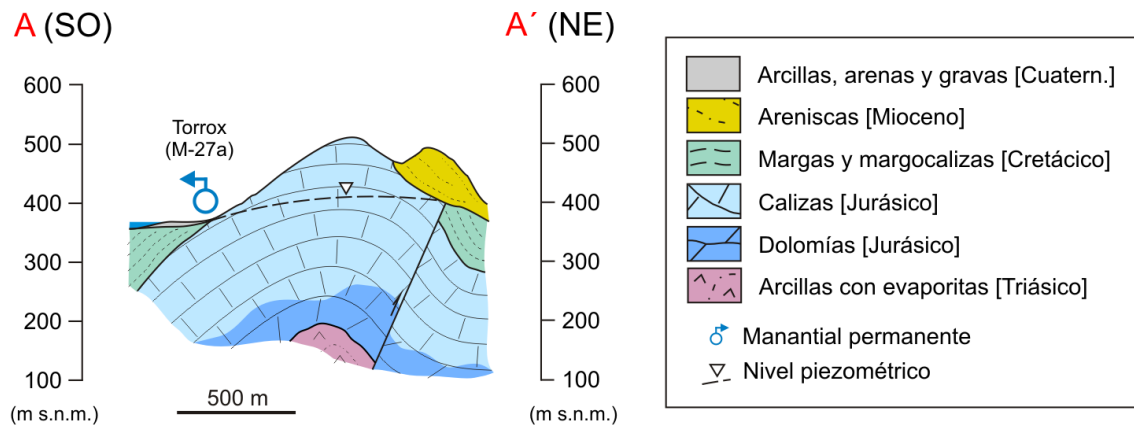 A (SO)
A´ (NE)
600
500
400
300
200
100
(m s.n.m.)
Torrox
(M-27a)
500 m
600
500
400
300
200
100
(m s.n.m.)
Arcillas, arenas y gravas [Cuatern.]
Areniscas [Mioceno]
Margas y margocalizas [Cretácico]
Calizas [Jurásico]
Dolomías [Jurásico]
Arcillas con evaporitas [Triásico]
Manantial permanente
Nivel piezométrico